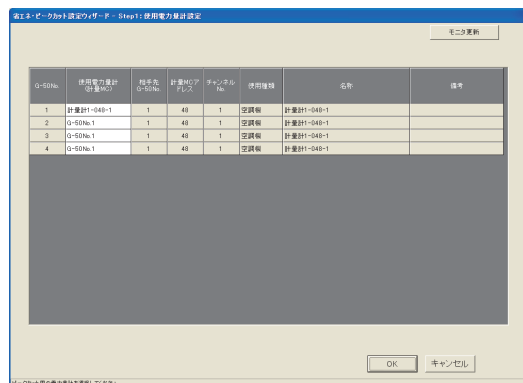 省エネ・ピークカット設定ウィザード - Step1:使用電力量計設定
モニタ更新
G-50No. 使用電力量計(計量MC) 相手先G-50No. 計量MCアドレス チャンネルNo. 使用種類 名称 備考
1 計量計1-048-1 1 48 1 空調機 計量計1-048-1
2 G-50No.1 1 48 1 空調機 計量計1-048-1
3 G-50No.1 1 48 1 空調機 計量計1-048-1
4 G-50No.1 1 48 1 空調機 計量計1-048-1
OK キャンセル